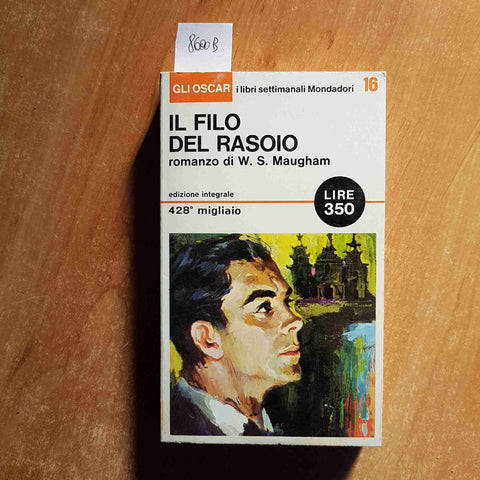 8600 B
GLI OSCAR i libri settimanali Mondadori 16
IL FILO
DEL RASOIO
romanzo di W. S. Maugham
edizione integrale
428° migliaio
LIRE
350